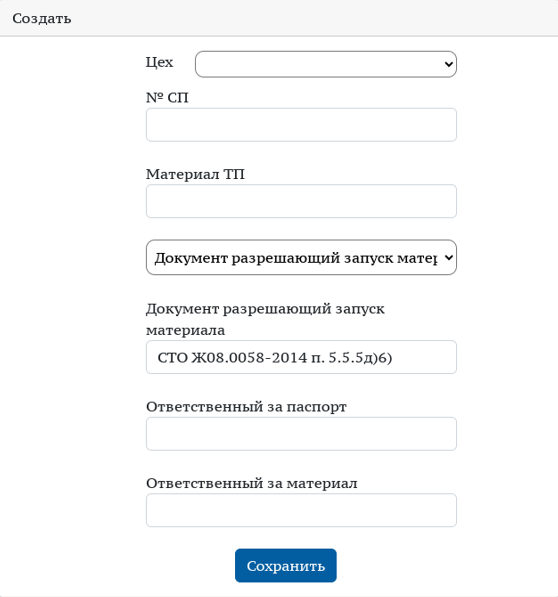 Создать
Цех
№ СП
Материал ТП
Документ разрешающий запуск матер
Документ разрешающий запуск
материала
СТО Ж08.0058-2014 п. 5.5.5д)6)
Ответственный за паспорт
Ответственный за материал
Сохранить